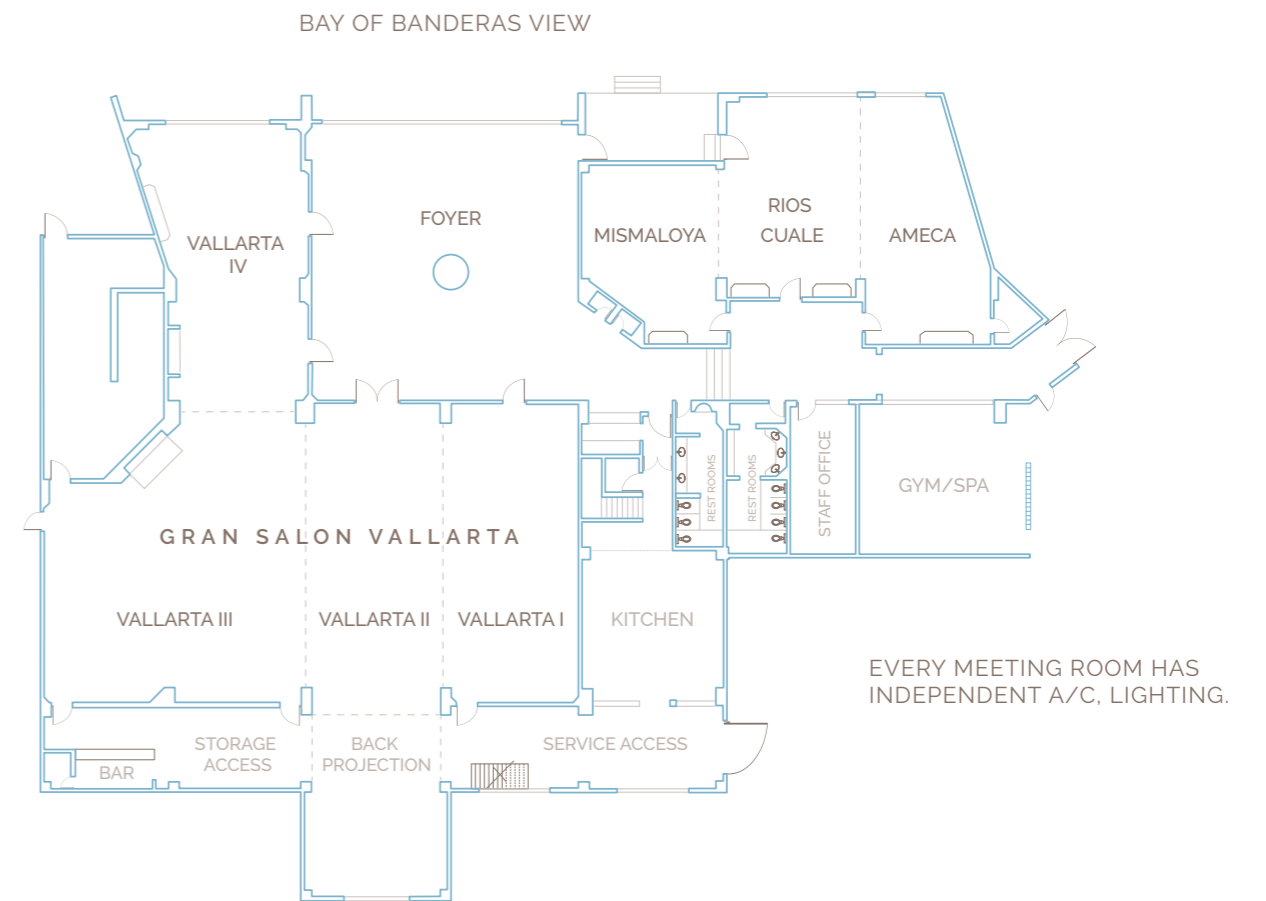 BAY OF BANDERAS VIEW
VALLARTA
IV
FOYER
MISMALOYA
RIOS
CUALE
AMECA
GRAN SALON VALLARTA
VALLARTA III
VALLARTA II
VALLARTA I
KITCHEN
REST ROOMS
REST ROOMS
STAFF OFFICE
GYM/SPA
EVERY MEETING ROOM HAS
INDEPENDENT A/C, LIGHTING.
BAR
STORAGE
ACCESS
BACK
PROJECTION
SERVICE ACCESS